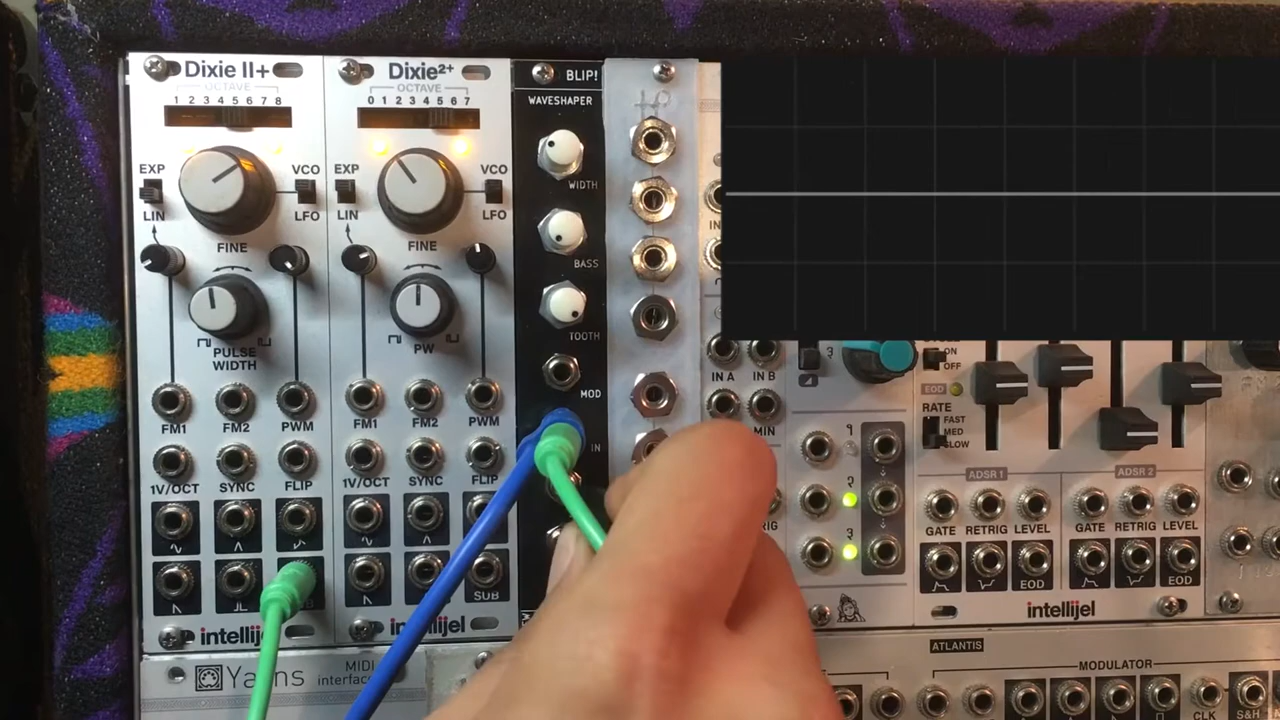 Dixie II+
OCTAVE
1 2 3 4 5 6 7 8
EXP
VCO
LIN
LFO
FINE
PULSE
WIDTH
FM1
FM2
PWM
1V/OCT
SYNC
FLIP
Dixie²⁺
OCTAVE
0 1 2 3 4 5 6 7
EXP
VCO
LIN
LFO
FINE
PW
FM1
FM2
PWM
1V/OCT
SYNC
FLIP
SUB
intellijel
BLIP!
WAVESHAPER
WIDTH
BASS
TOOTH
MOD
IN
IN A
IN B
ON
OFF
EOD
RATE
FAST
MED
SLOW
ADSR 1
ADSR 2
GATE
RETRIG
LEVEL
GATE
RETRIG
LEVEL
EOD
EOD
1
2
3
intellijel
Yarns
MIDI
interface
ATLANTIS
MODULATOR
CLK
S&H